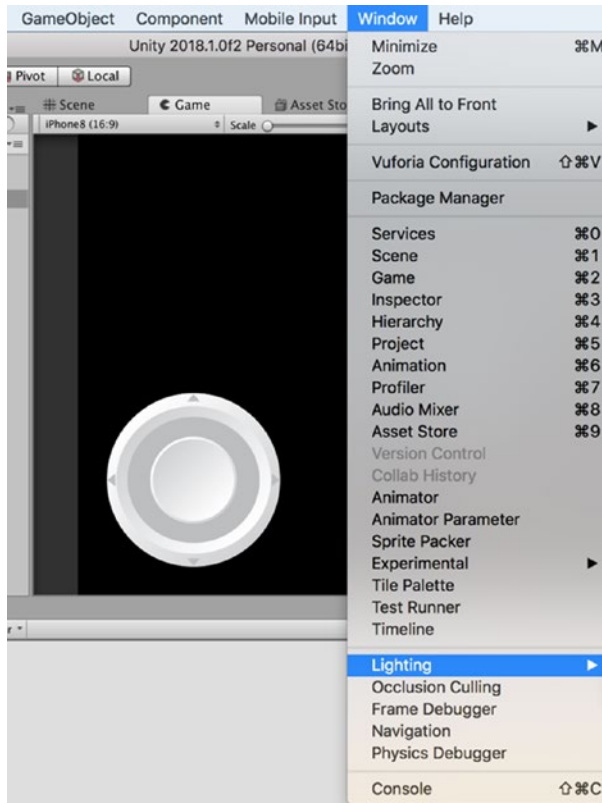 GameObject Component Mobile Input Window Help
Unity 2018.1.0f2 Personal (64bi
Pivot Local
Scene Game Asset Sto
iPhone8 (16:9) Scale
Minimize ⌘M
Zoom
Bring All to Front
Layouts ▶
Vuforia Configuration ⇧⌘V
Package Manager
Services ⌘0
Scene ⌘1
Game ⌘2
Inspector ⌘3
Hierarchy ⌘4
Project ⌘5
Animation ⌘6
Profiler ⌘7
Audio Mixer ⌘8
Asset Store ⌘9
Version Control
Collab History
Animator
Animator Parameter
Sprite Packer
Experimental ▶
Tile Palette
Test Runner
Timeline
Lighting ▶
Occlusion Culling
Frame Debugger
Navigation
Physics Debugger
Console ⇧⌘C